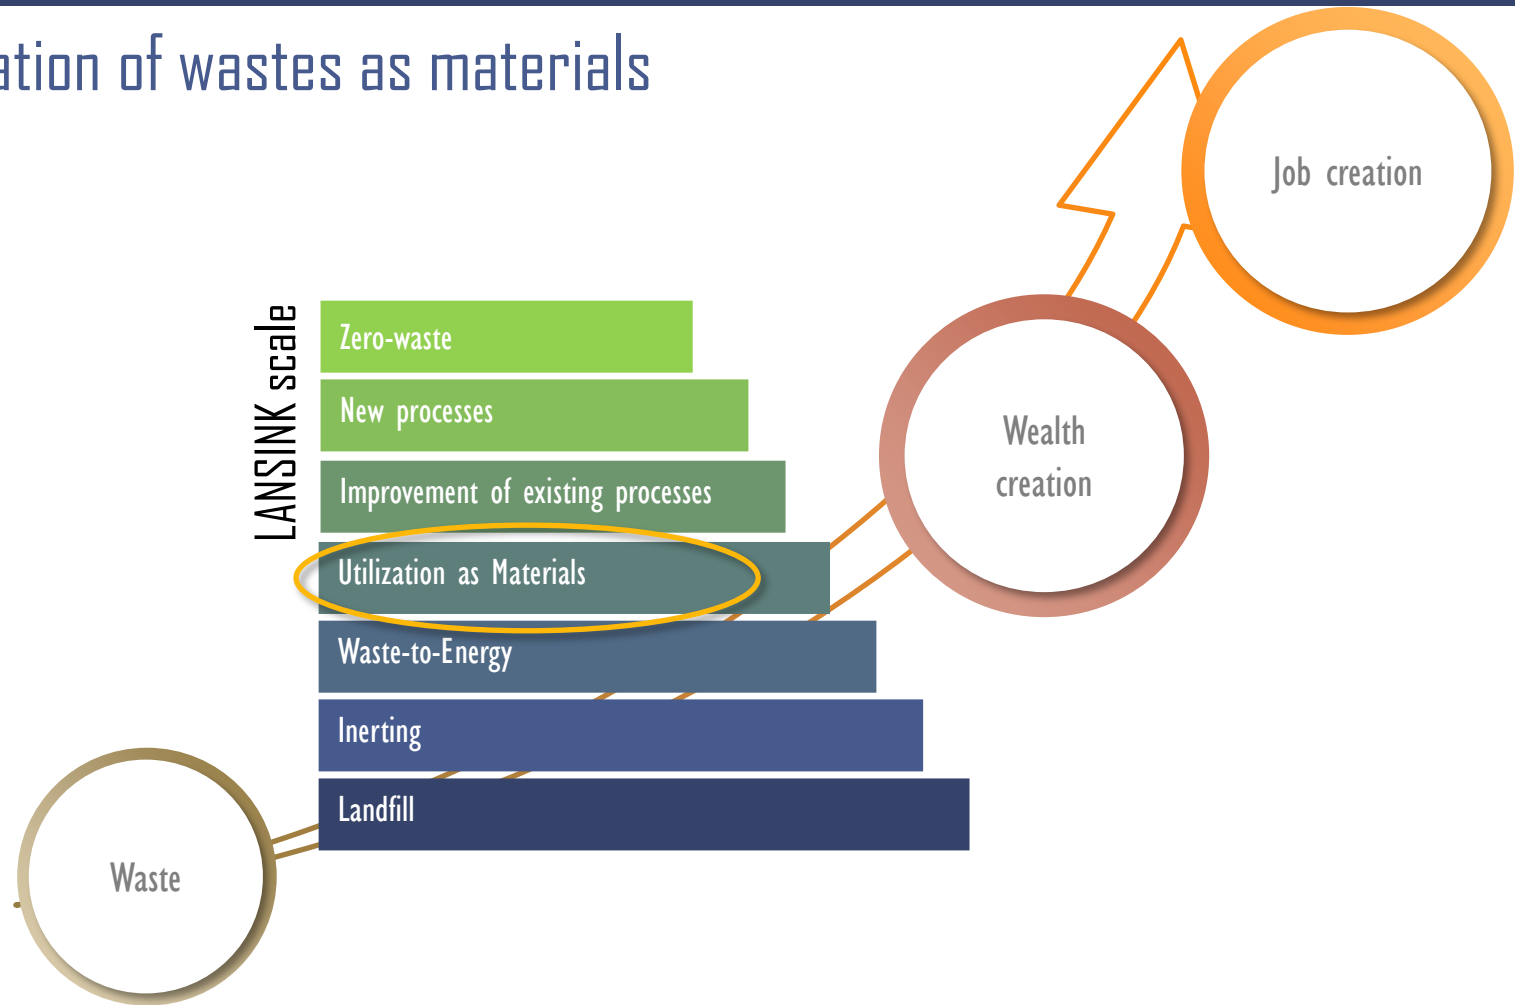 ation of wastes as materials
Job creation
LANSINK scale
Zero-waste
New processes
Improvement of existing processes
Utilization as Materials
Waste-to-Energy
Inerting
Landfill
Wealth
creation
Waste